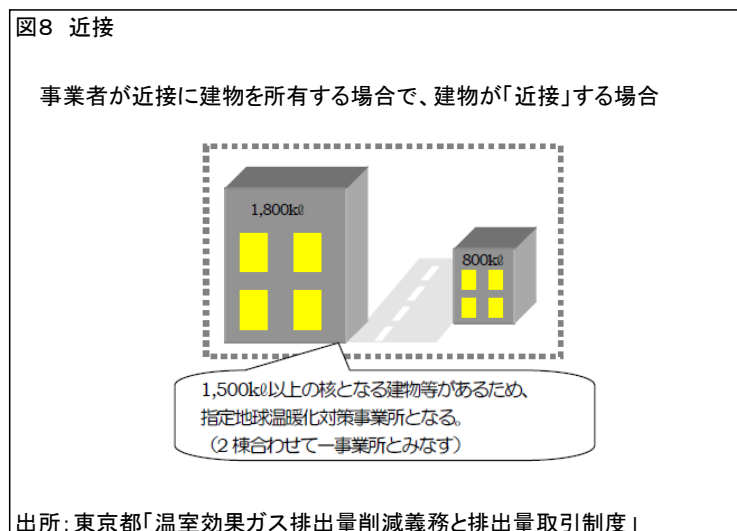 図8 近接
事業者が近接に建物を所有する場合で、建物が「近接」する場合
1,800kℓ
800kℓ
1,500kℓ以上の核となる建物等があるため、
指定地球温暖化対策事業所となる。
（2 棟合わせて一事業所とみなす）
出所：東京都「温室効果ガス排出量削減義務と排出量取引制度」